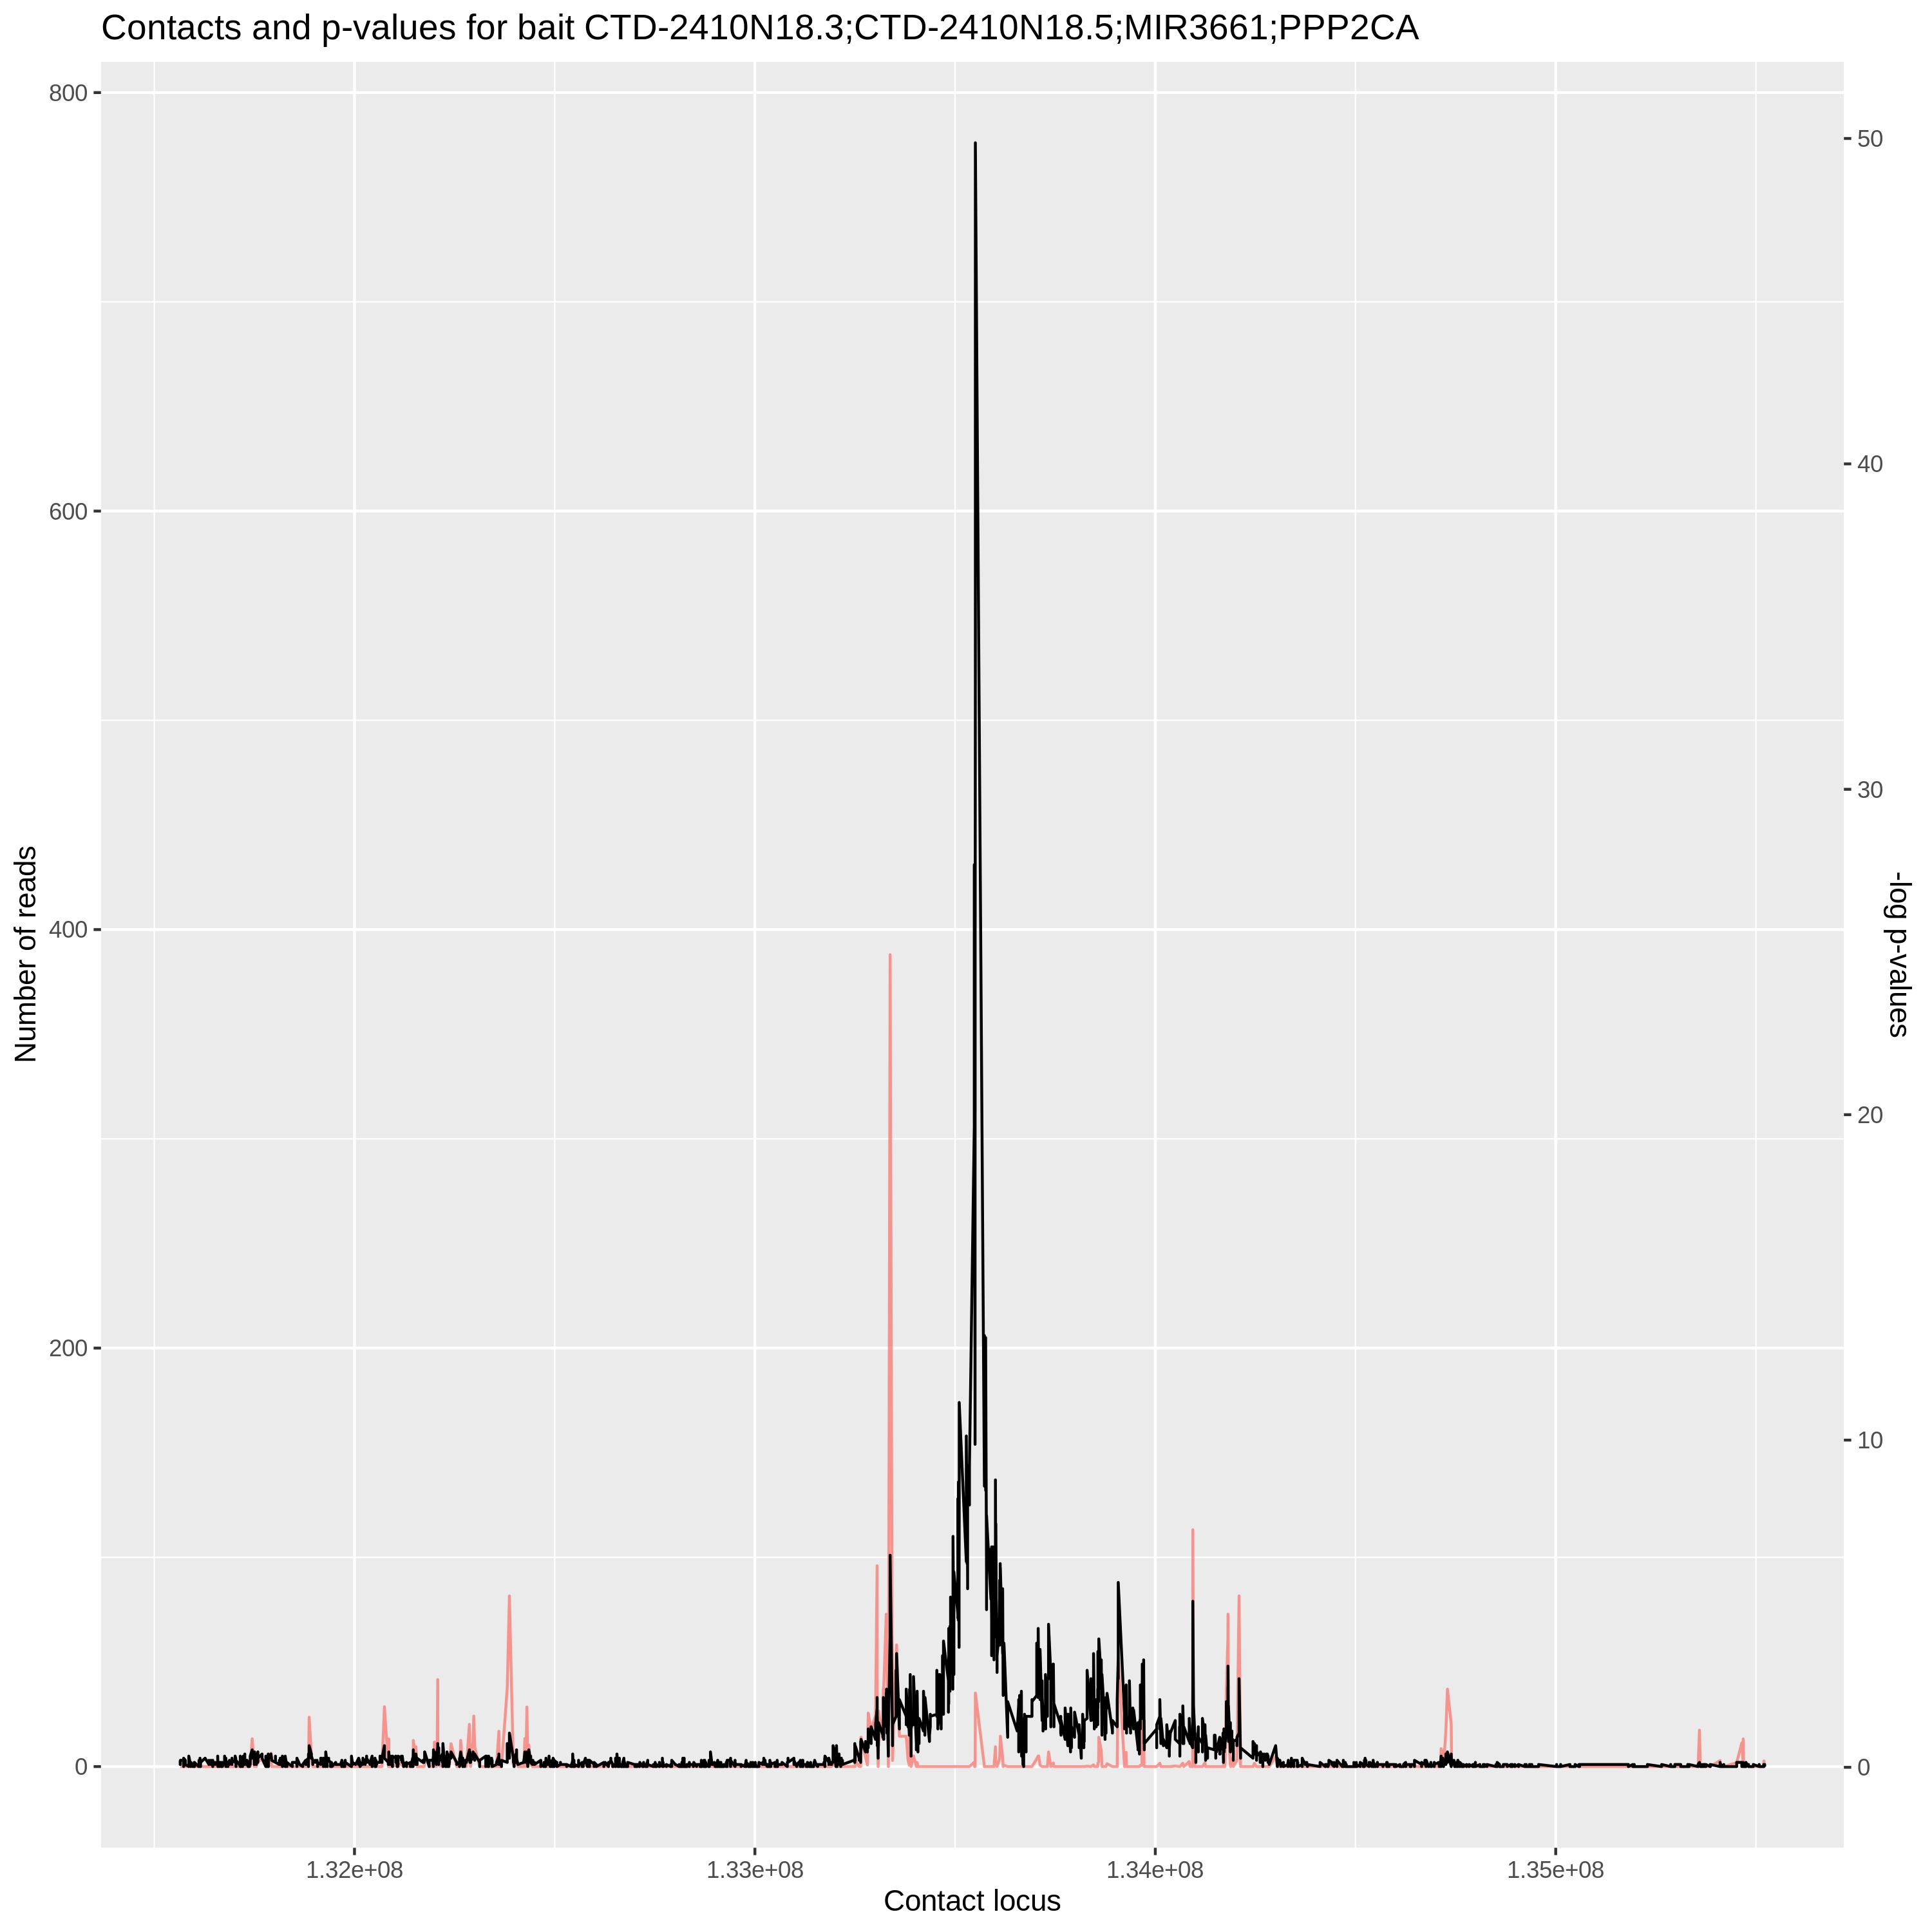 Contacts and p-values for bait CTD-2410N18.3;CTD-2410N18.5;MIR3661;PPP2CA
800
600
400
200
0
Number of reads
50
40
30
20
10
0
-log p-values
1.32e+08
1.33e+08
1.34e+08
1.35e+08
Contact locus